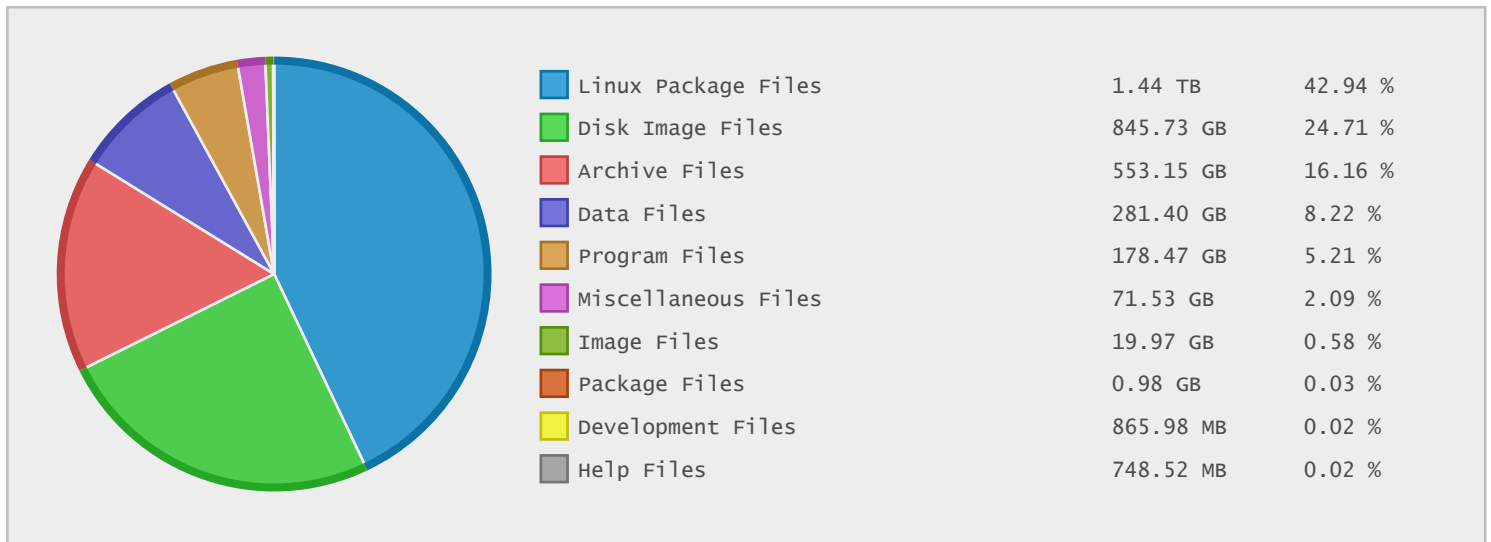 Linux Package Files 1.44 TB 42.94 %
Disk Image Files 845.73 GB 24.71 %
Archive Files 553.15 GB 16.16 %
Data Files 281.40 GB 8.22 %
Program Files 178.47 GB 5.21 %
Miscellaneous Files 71.53 GB 2.09 %
Image Files 19.97 GB 0.58 %
Package Files 0.98 GB 0.03 %
Development Files 865.98 MB 0.02 %
Help Files 748.52 MB 0.02 %